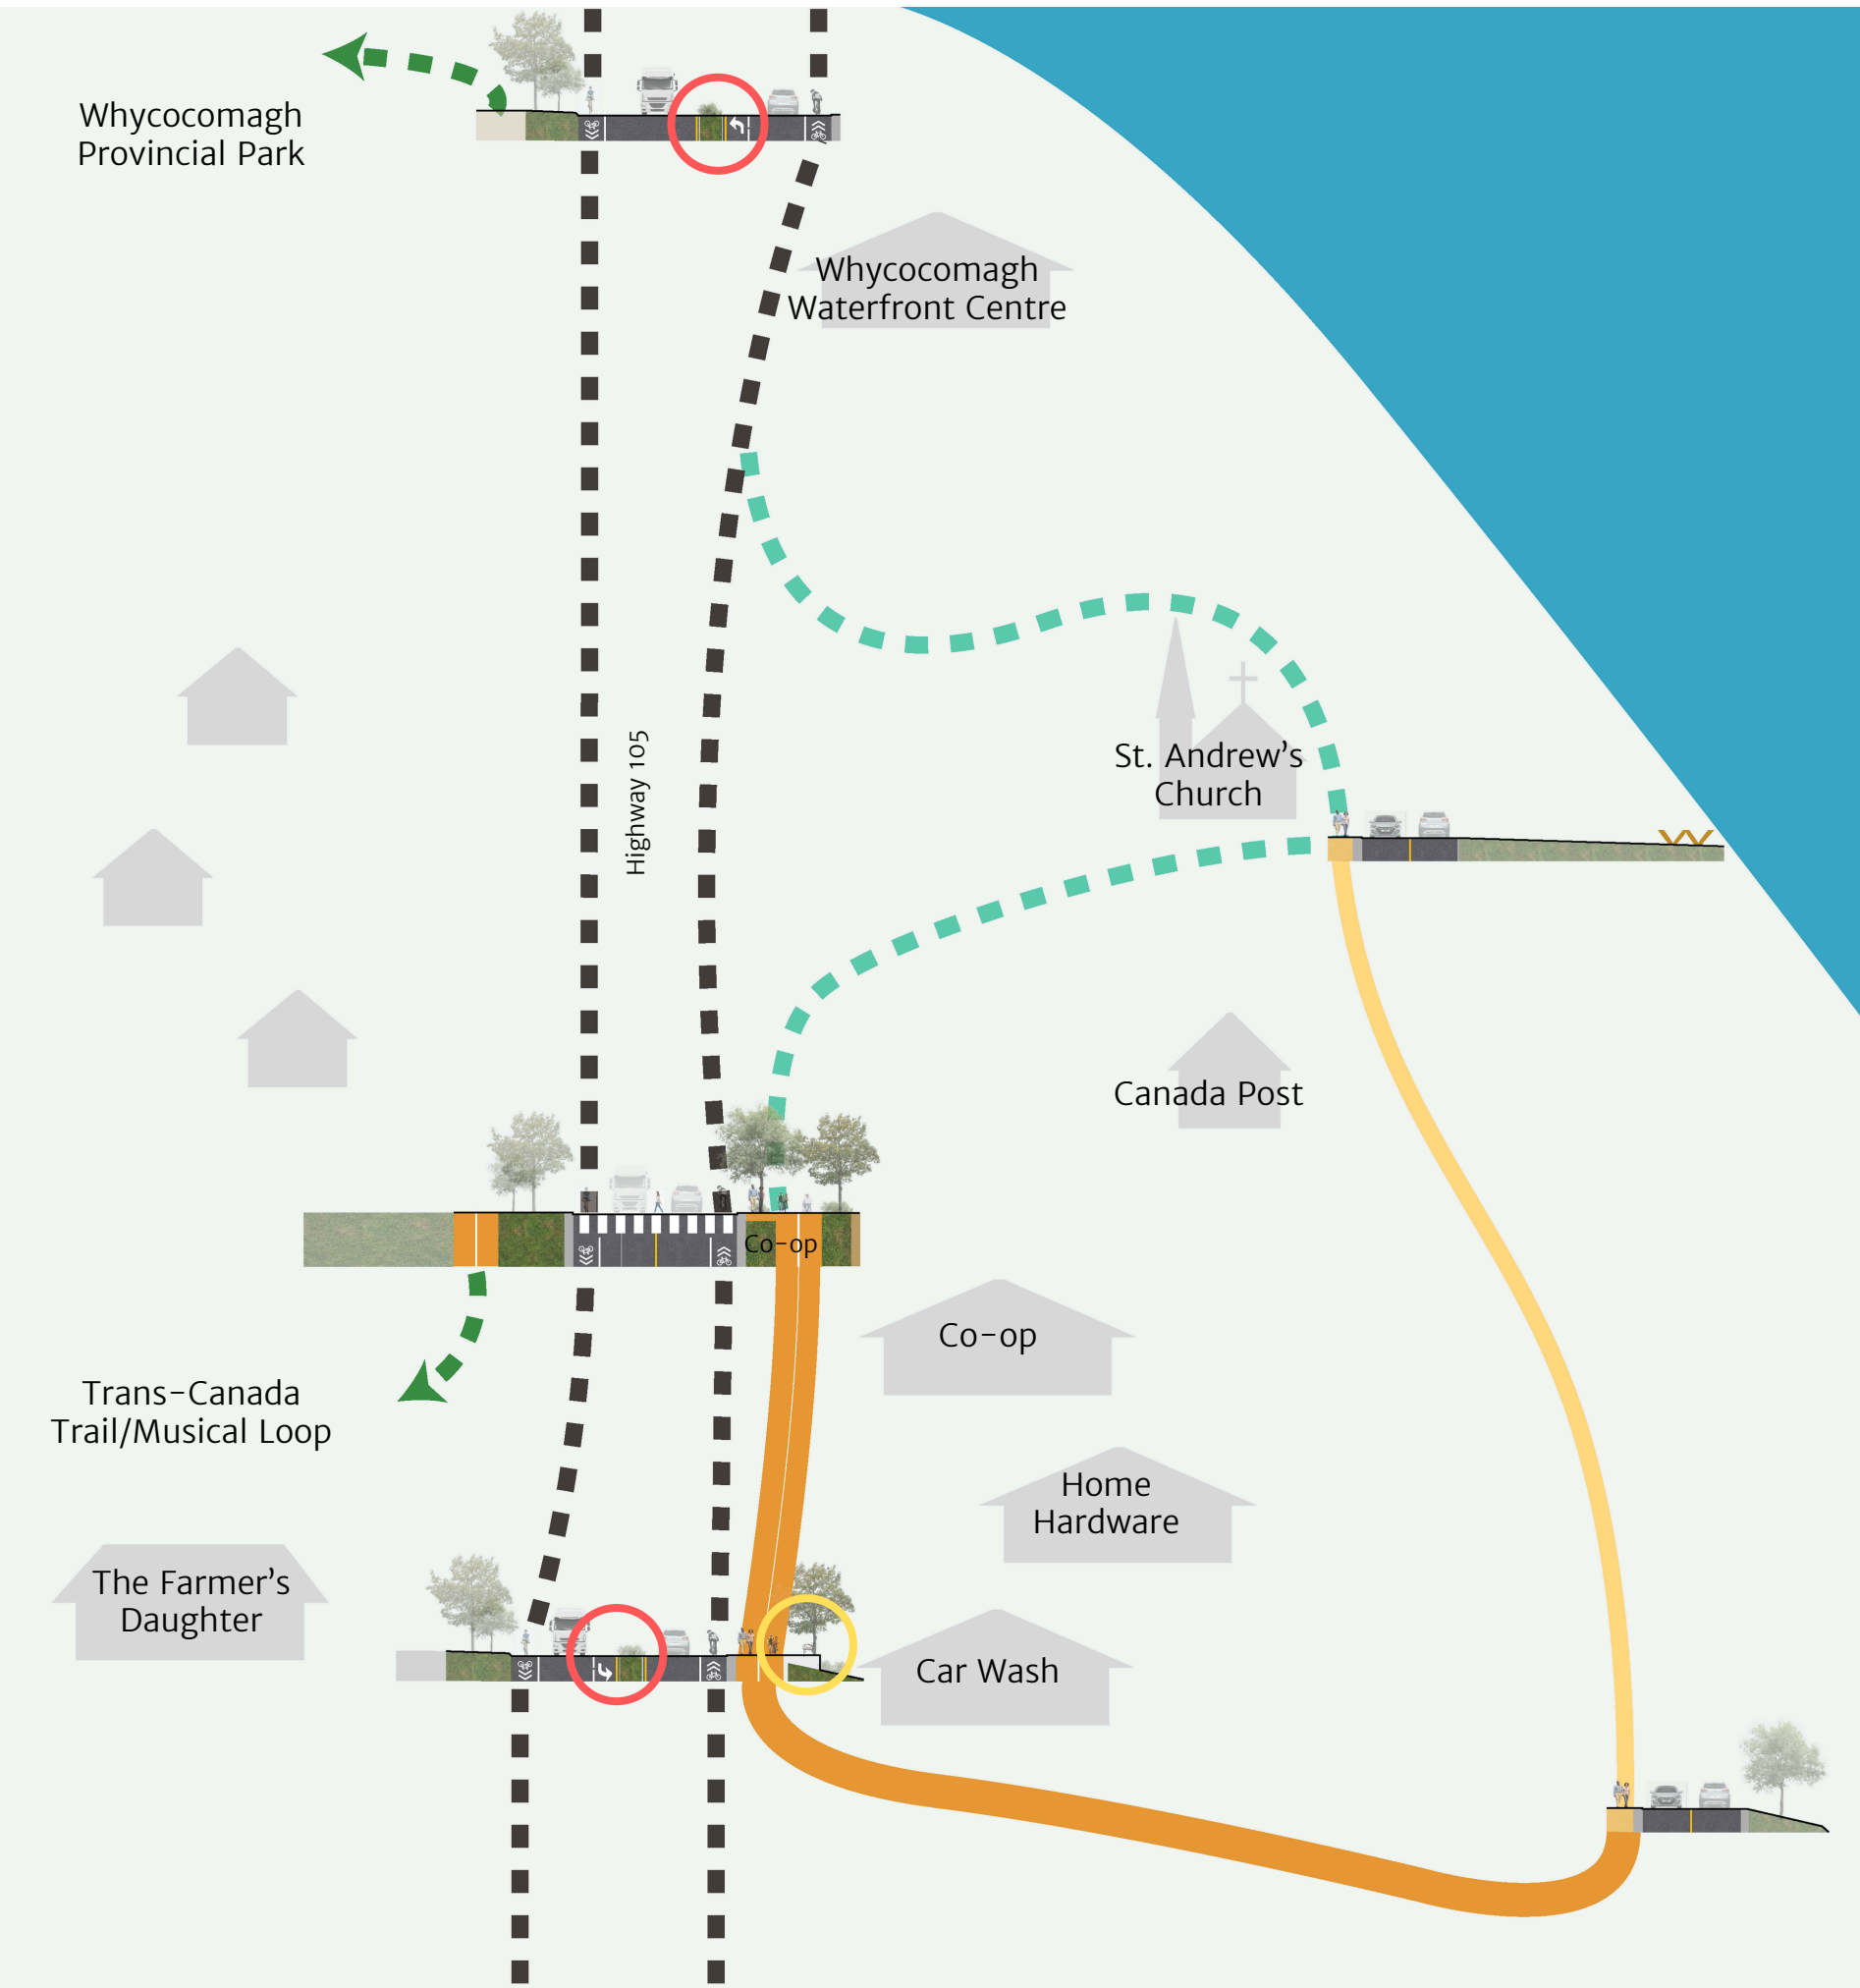 Whycocomagh
Provincial Park
Whycocomagh
Waterfront Centre
Highway 105
St. Andrew's
Church
Canada Post
Co-op
Co-op
Trans-Canada
Trail/Musical Loop
Home
Hardware
The Farmer's
Daughter
Car Wash